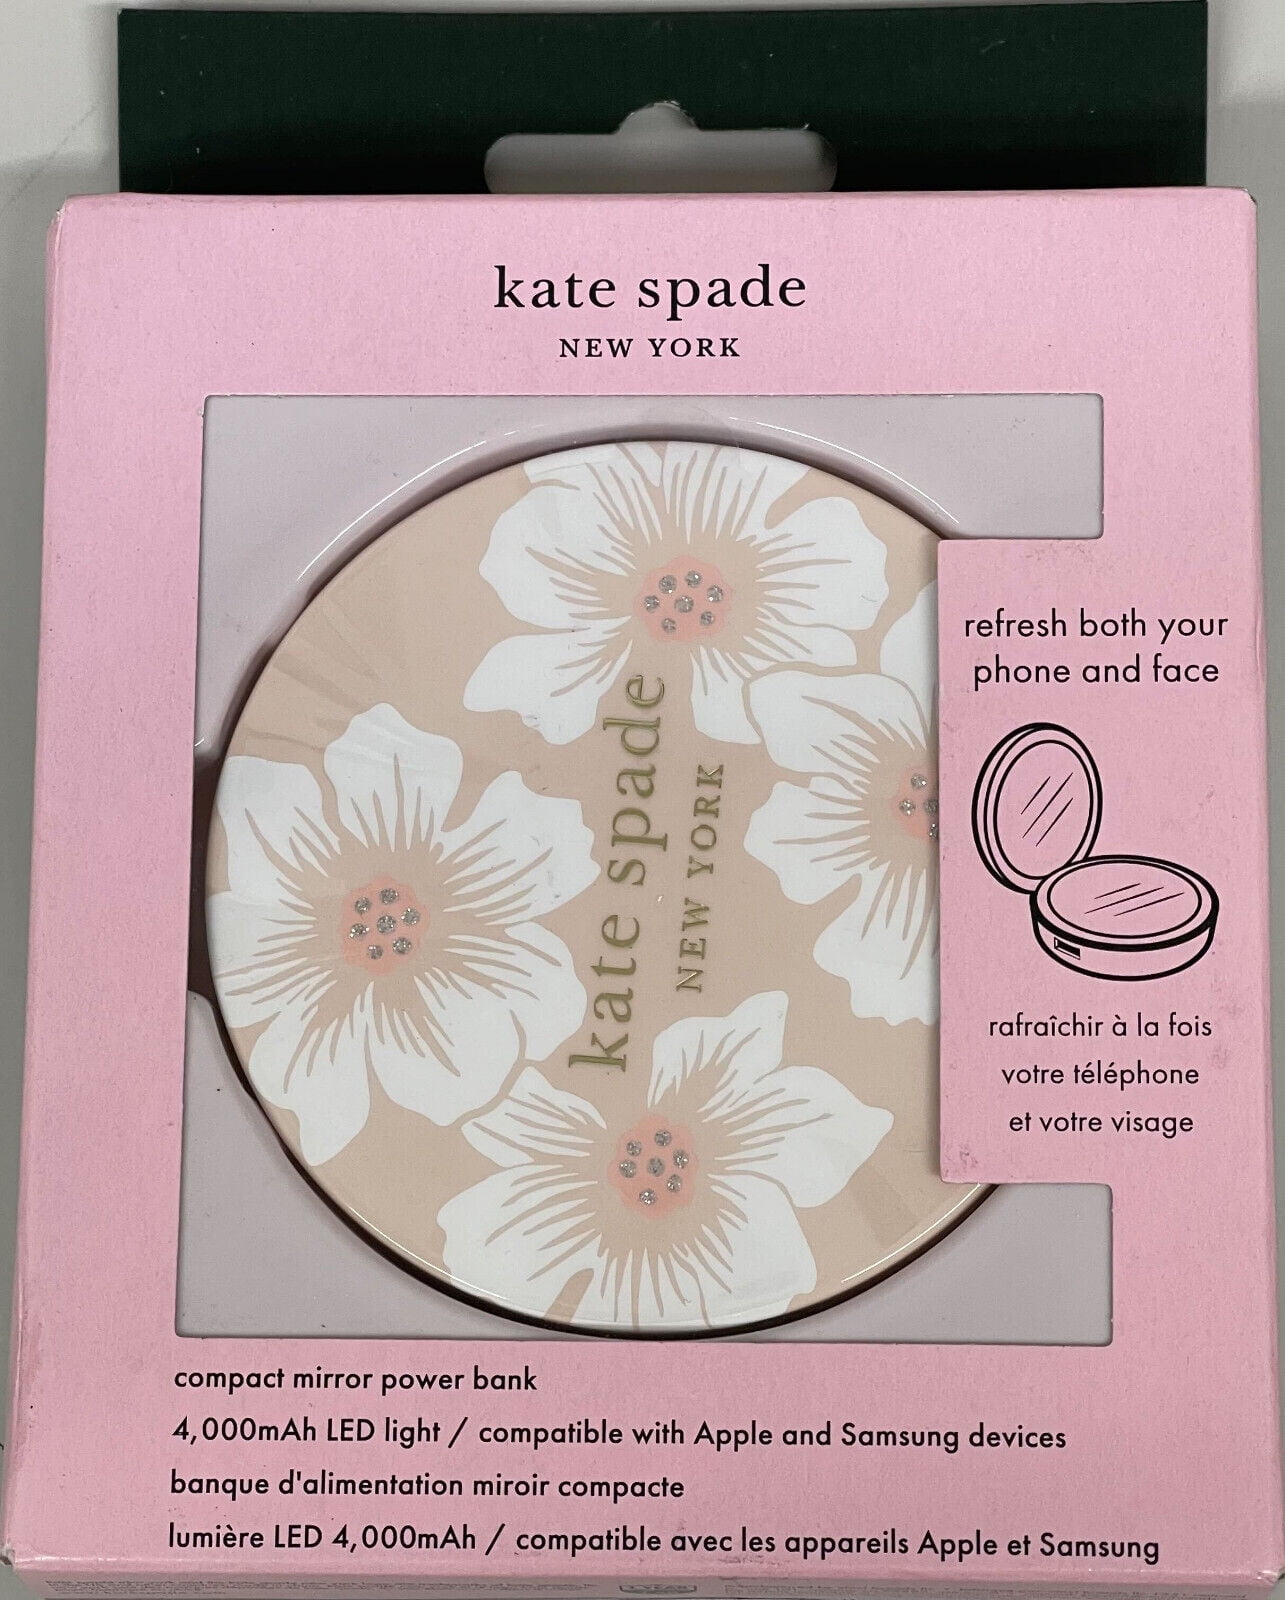 kate spade
NEW YORK
kate spade
NEW YORK
refresh both your
phone and face
rafraîchir à la fois
votre téléphone
et votre visage
compact mirror power bank
4,000mAh LED light / compatible with Apple and Samsung devices
banque d'alimentation miroir compacte
lumière LED 4,000mAh / compatible avec les appareils Apple et Samsung